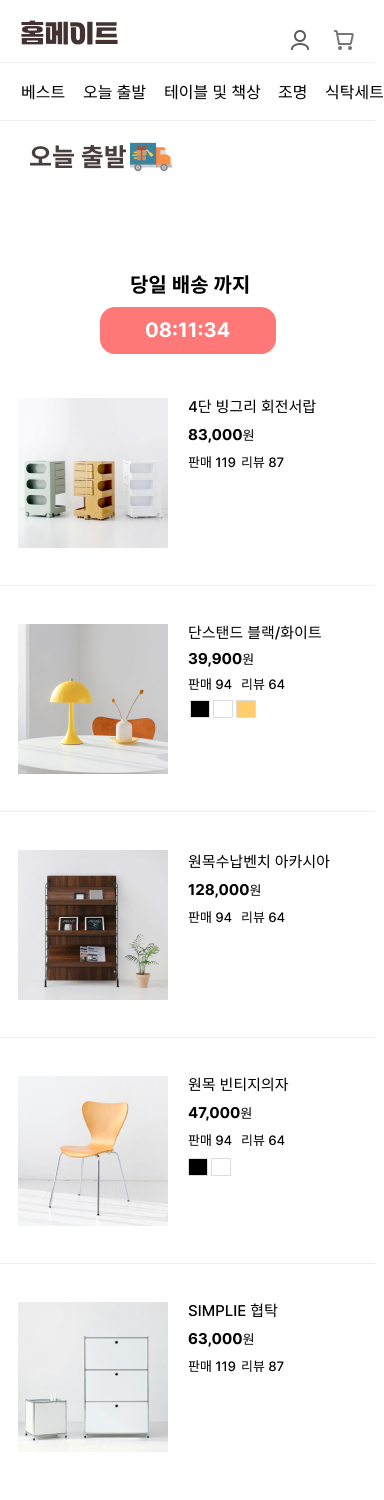 홈메이트
베스트 오늘 출발 테이블 및 책상 조명 식탁세트
오늘 출발
당일 배송 까지
08:11:34
4단 빙그리 회전서랍
83,000원
판매 119 리뷰 87
단스탠드 블랙/화이트
39,900원
판매 94 리뷰 64
원목수납벤치 아카시아
128,000원
판매 94 리뷰 64
원목 빈티지의자
47,000원
판매 94 리뷰 64
SIMPLIE 협탁
63,000원
판매 119 리뷰 87